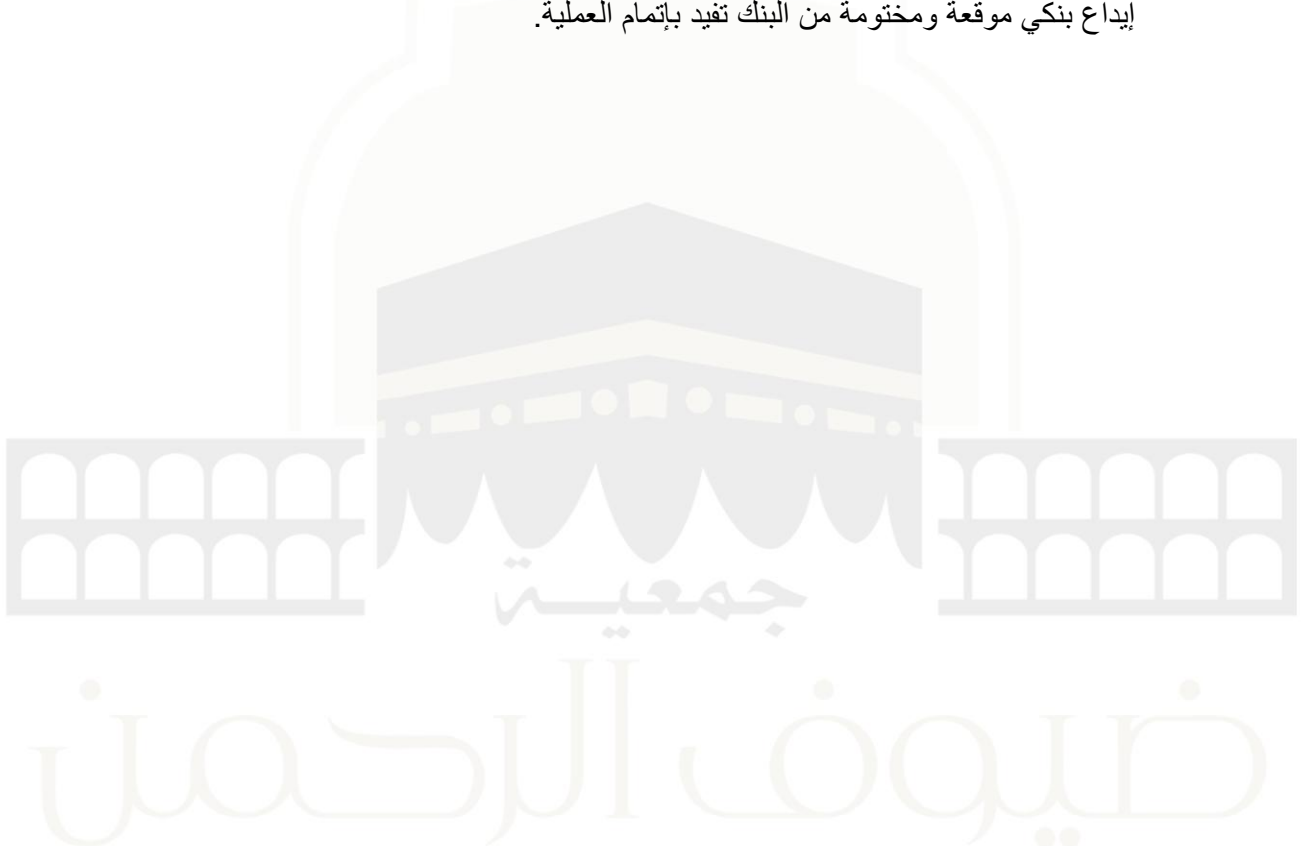 إيداع بنكي موقعة ومختومة من البنك تفيد بإتمام العملية.
جمعية
ضيوف الرحمن